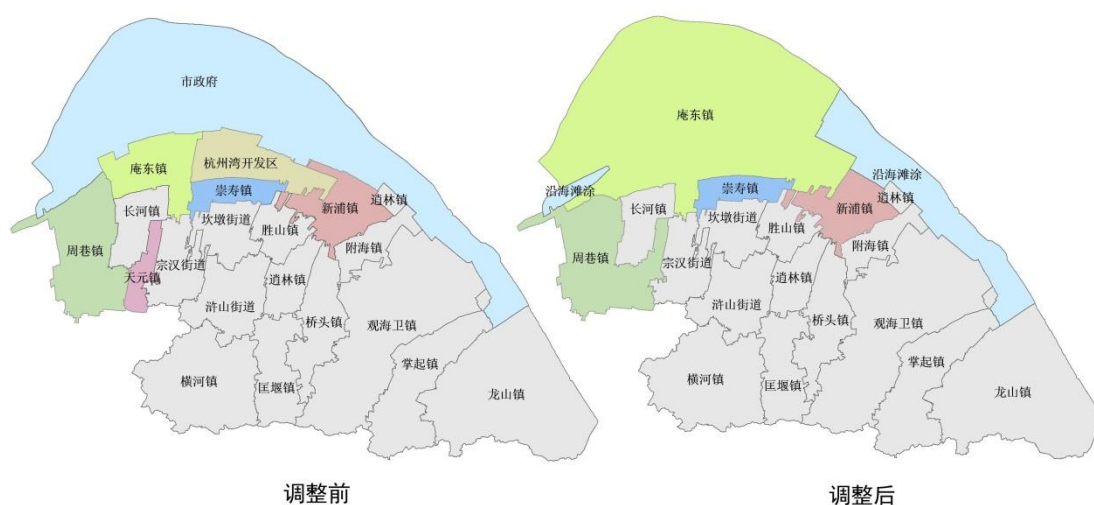 市政府
庵东镇
杭州湾开发区
崇寿镇
长河镇
新浦镇
逍林镇
坎墩街道
周巷镇
胜山镇
附海镇
宗汉街道
天元镇
逍林镇
浒山街道
桥头镇
观海卫镇
掌起镇
横河镇
匡堰镇
龙山镇
调整前
庵东镇
沿海滩涂
沿海滩涂
崇寿镇
逍林镇
长河镇
新浦镇
坎墩街道
胜山镇
附海镇
周巷镇
宗汉街道
逍林镇
浒山街道
桥头镇
观海卫镇
掌起镇
横河镇
匡堰镇
龙山镇
调整后